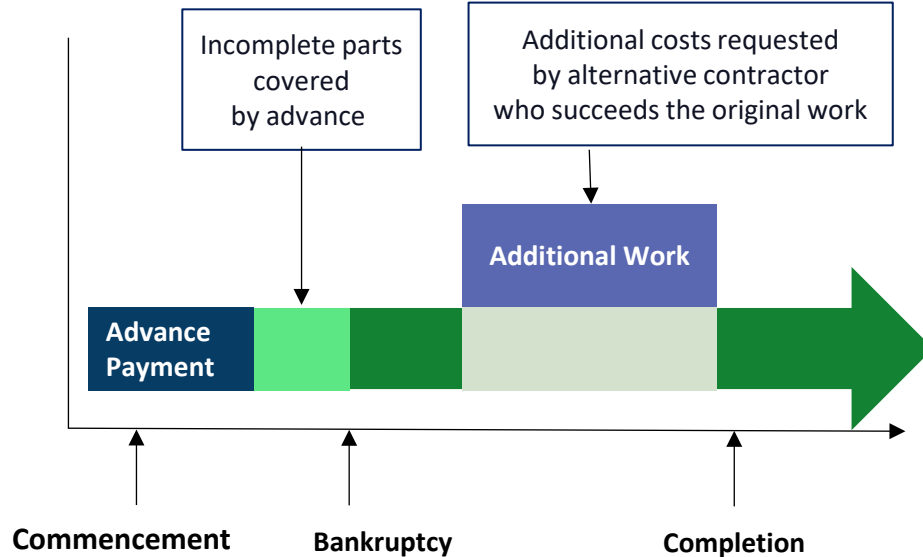 Incomplete parts
covered
by advance
Additional costs requested
by alternative contractor
who succeeds the original work
Additional Work
Advance
Payment
Commencement
Bankruptcy
Completion